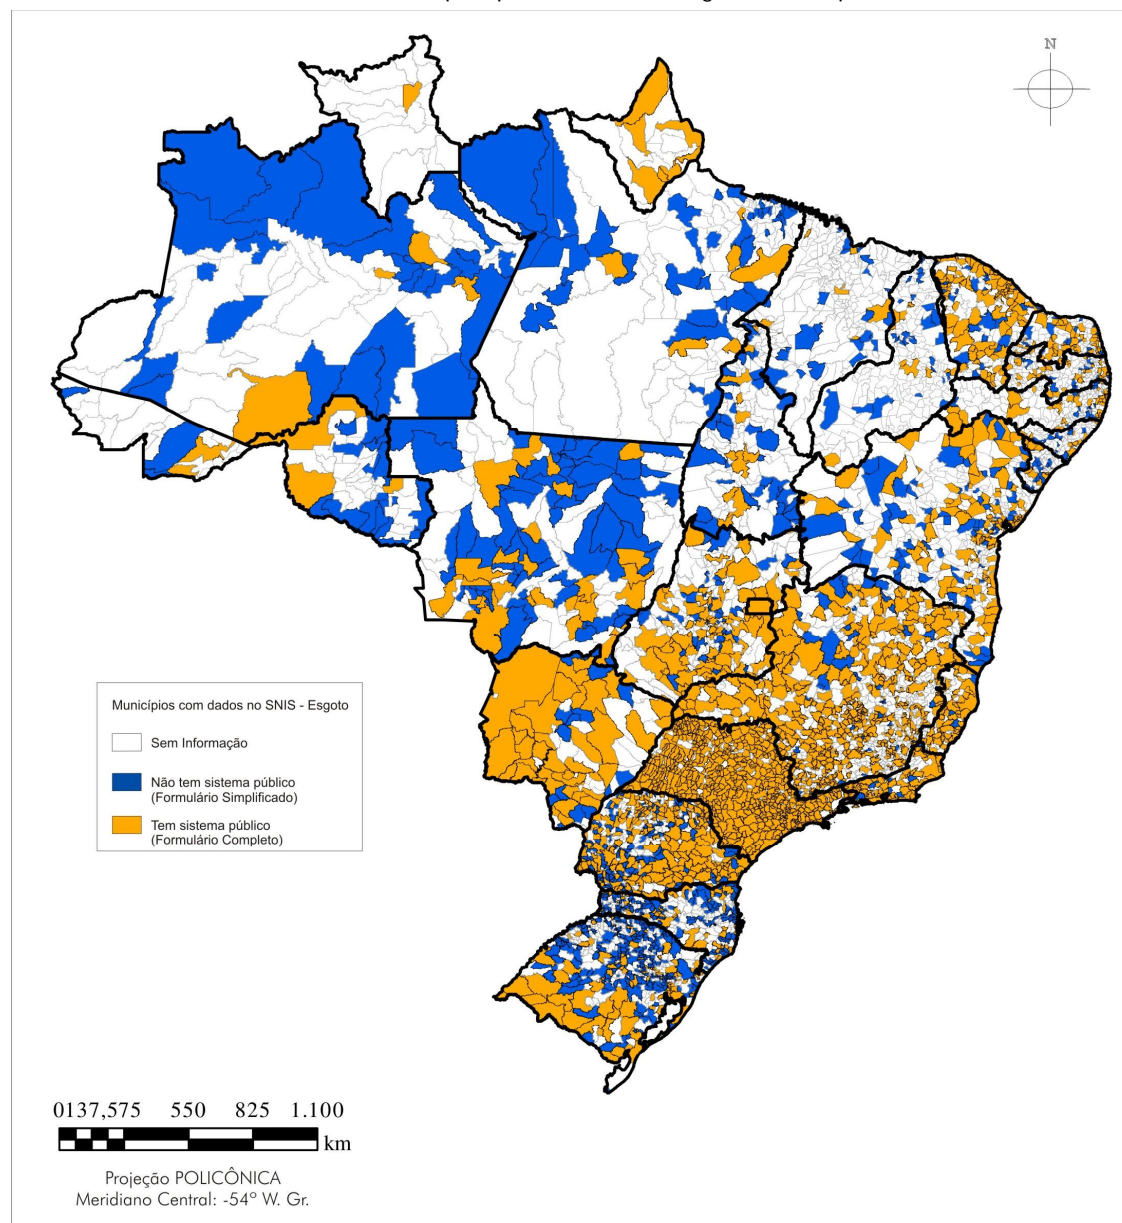 N
Municípios com dados no SNIS - Esgoto
Sem Informação
Não tem sistema público
(Formulário Simplificado)
Tem sistema público
(Formulário Completo)
0137,575 550 825 1.100
km
Projeção POLICÔNICA
Meridiano Central: -54º W. Gr.